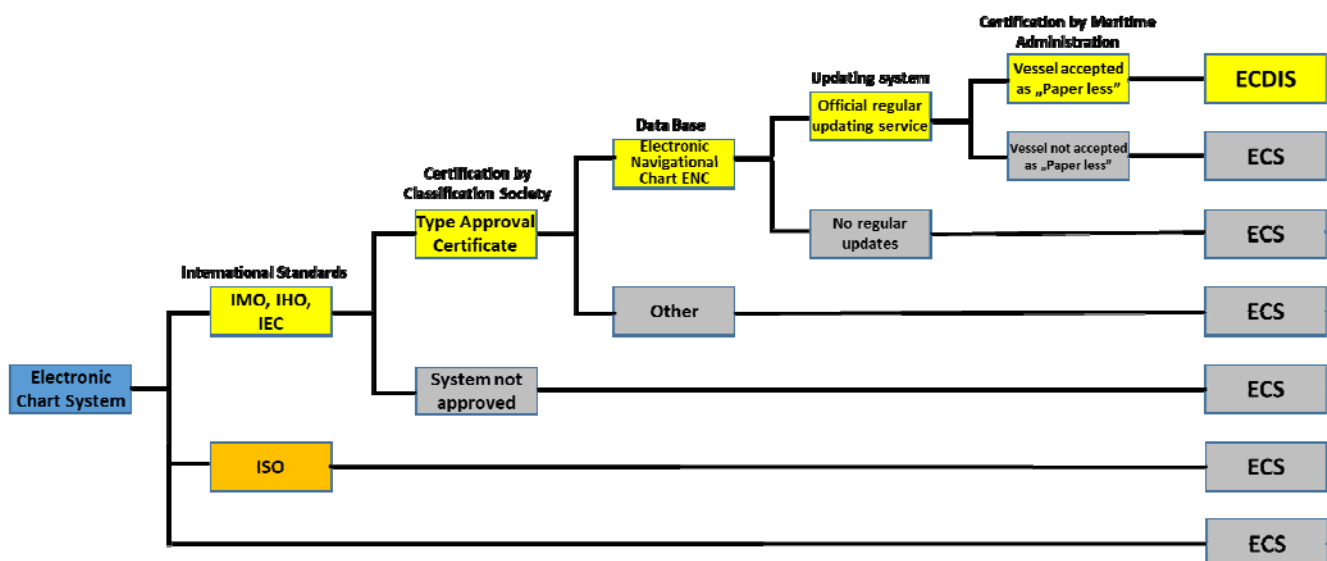 Certification by Maritime
Administration
Vessel accepted
as „Paper less”
ECDIS
Updating system
Official regular
updating service
Vessel not accepted
as „Paper less”
ECS
Data Base
Electronic
Navigational
Chart ENC
Certification by
Classification Society
Type Approval
Certificate
No regular
updates
ECS
International Standards
IMO, IHO,
IEC
Other
ECS
Electronic
Chart System
System not
approved
ECS
ISO
ECS
ECS